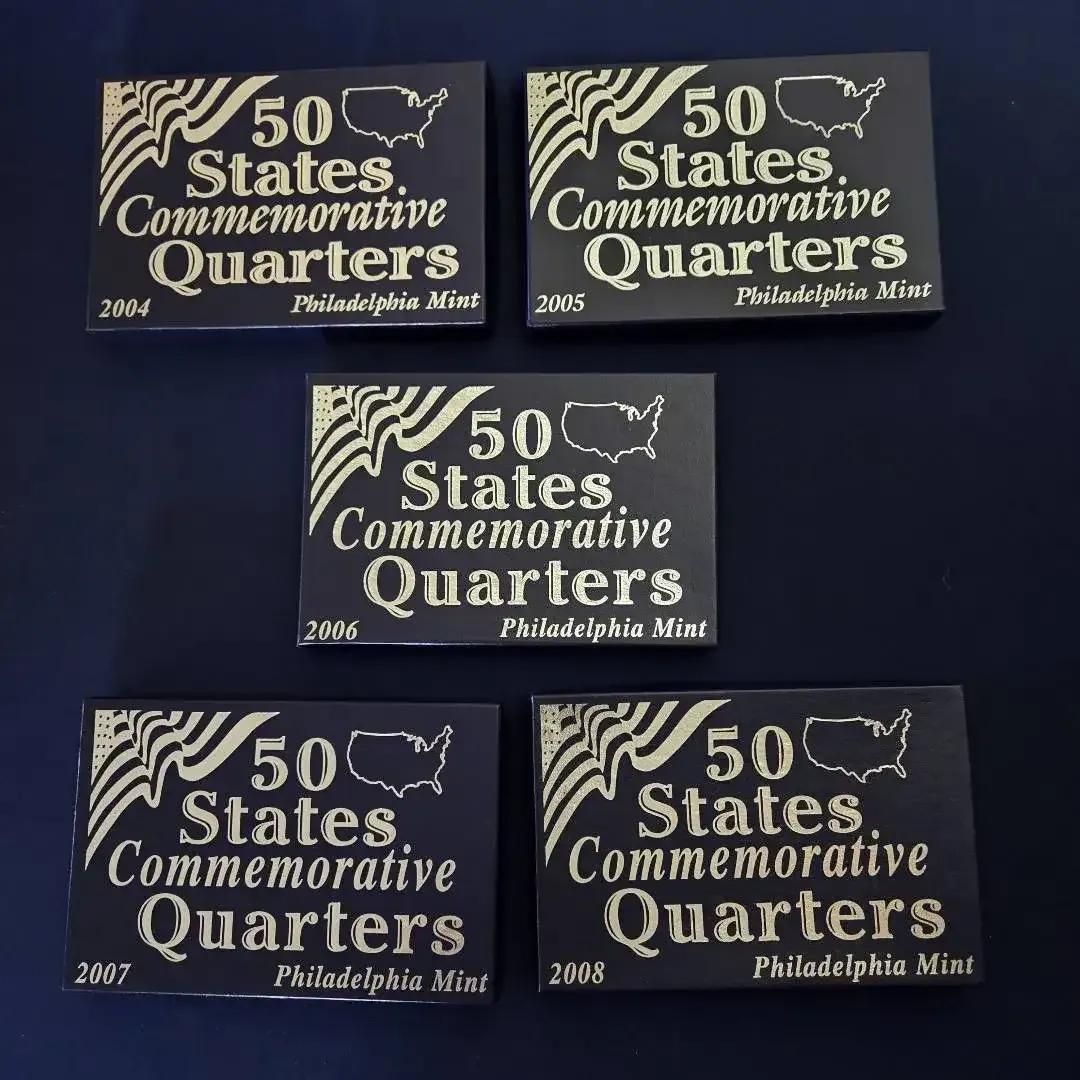 50
States
Commemorative
Quarters
2004 Philadelphia Mint
50
States
Commemorative
Quarters
2005 Philadelphia Mint
50
States
Commemorative
Quarters
2006 Philadelphia Mint
50
States
Commemorative
Quarters
2007 Philadelphia Mint
50
States
Commemorative
Quarters
2008 Philadelphia Mint